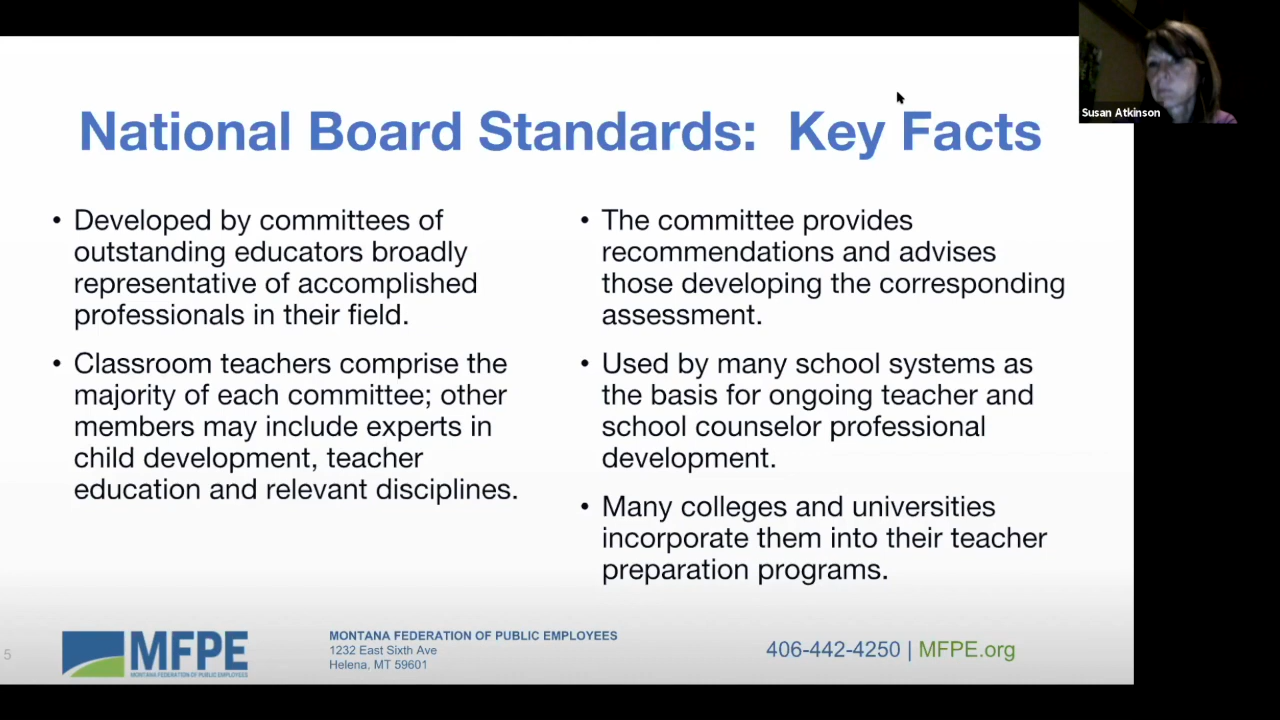 National Board Standards: Key Facts
Susan Atkinson
• Developed by committees of
outstanding educators broadly
representative of accomplished
professionals in their field.
• Classroom teachers comprise the
majority of each committee; other
members may include experts in
child development, teacher
education and relevant disciplines.
• The committee provides
recommendations and advises
those developing the corresponding
assessment.
• Used by many school systems as
the basis for ongoing teacher and
school counselor professional
development.
• Many colleges and universities
incorporate them into their teacher
preparation programs.
5
MFPE
MONTANA FEDERATION OF PUBLIC EMPLOYEES
MONTANA FEDERATION OF PUBLIC EMPLOYEES
1232 East Sixth Ave
Helena, MT 59601
406-442-4250 | MFPE.org